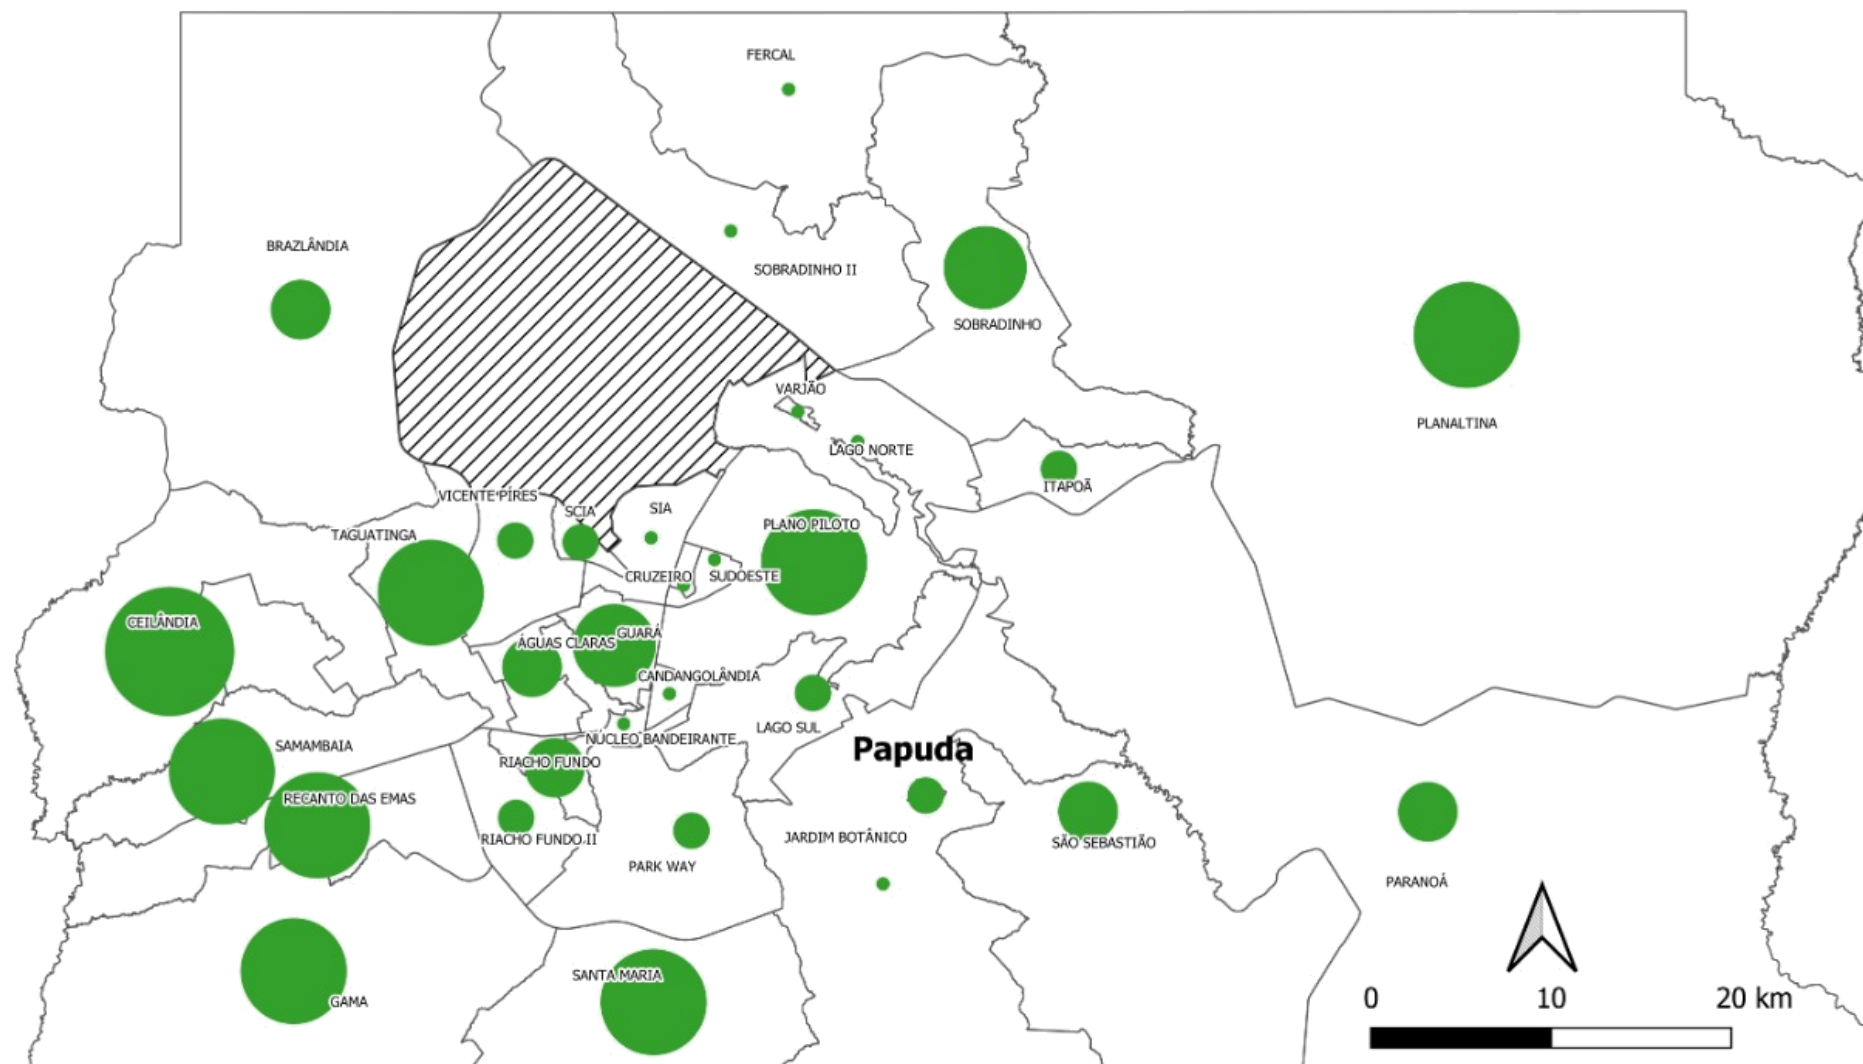 FERCAL
BRAZLÂNDIA
SOBRADINHO II
SOBRADINHO
VARJÃO
PLANALTINA
LAGO NORTE
ITAPOÃ
VICENTE PIRES
SCIA
SIA
PLANO PILOTO
TAGUATINGA
CRUZEIRO
SUDOESTE
CEILÂNDIA
GUARÁ
ÁGUAS CLARAS
CANDANGOLÂNDIA
LAGO SUL
NÚCLEO BANDEIRANTE
SAMAMBAIA
Papuda
RIACHO FUNDO
RECANTO DAS EMAS
JARDIM BOTÂNICO
RIACHO FUNDO II
SÃO SEBASTIÃO
PARK WAY
PARANOÁ
SANTA MARIA
GAMA
0 10 20 km